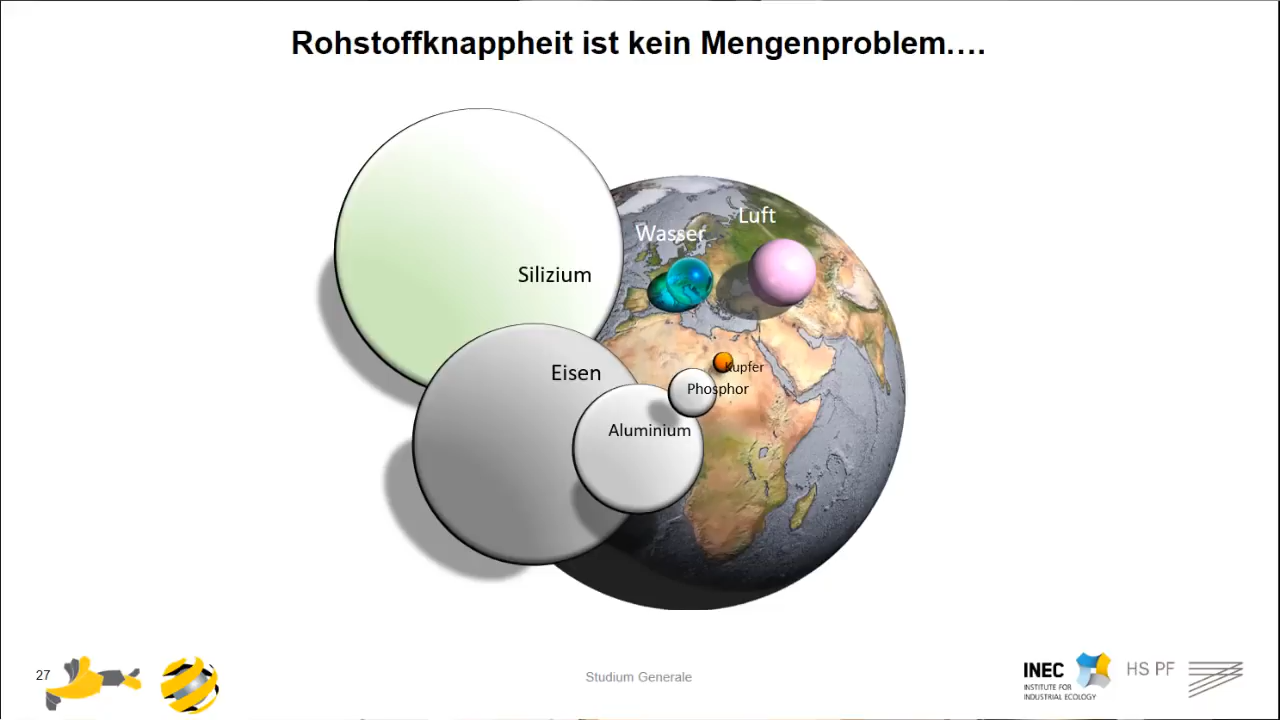 Rohstoffknappheit ist kein Mengenproblem....
Luft
Wasser
Silizium
Eisen
Kupfer
Phosphor
Aluminium
27
Studium Generale
INEC
INSTITUTE FOR
INDUSTRIAL ECOLOGY
HS PF